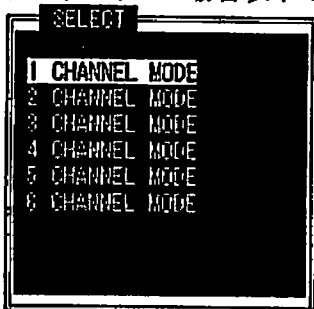 SELECT
1 CHANNEL MODE
2 CHANNEL MODE
3 CHANNEL MODE
4 CHANNEL MODE
5 CHANNEL MODE
6 CHANNEL MODE